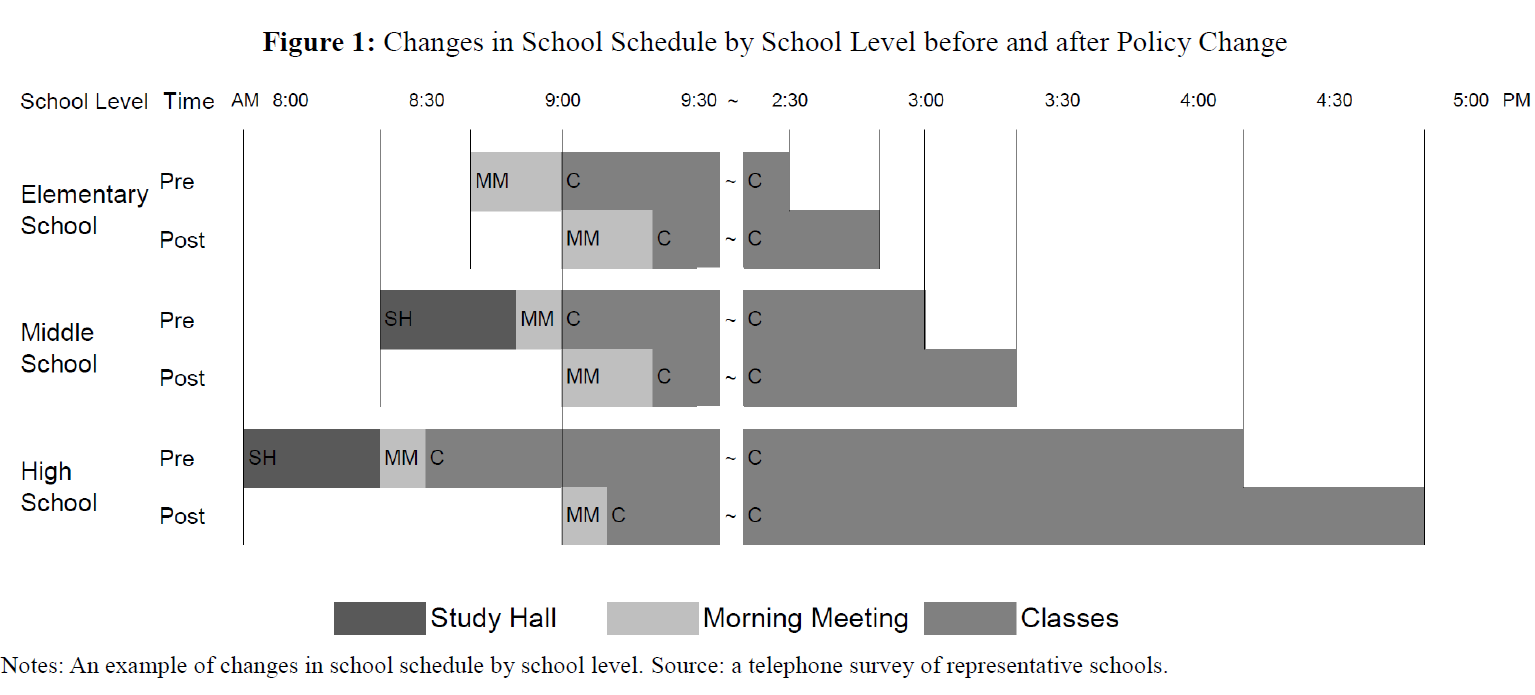 Figure 1: Changes in School Schedule by School Level before and after Policy Change
School Level Time AM 8:00 8:30 9:00 9:30 ~ 2:30 3:00 3:30 4:00 4:30 5:00 PM
Elementary
School
Pre MM C ~ C
Post MM C ~ C
Middle
School
Pre SH MM C ~ C
Post MM C ~ C
High
School
Pre SH MM C ~ C
Post MM C ~ C
Study Hall Morning Meeting Classes
Notes: An example of changes in school schedule by school level. Source: a telephone survey of representative schools.